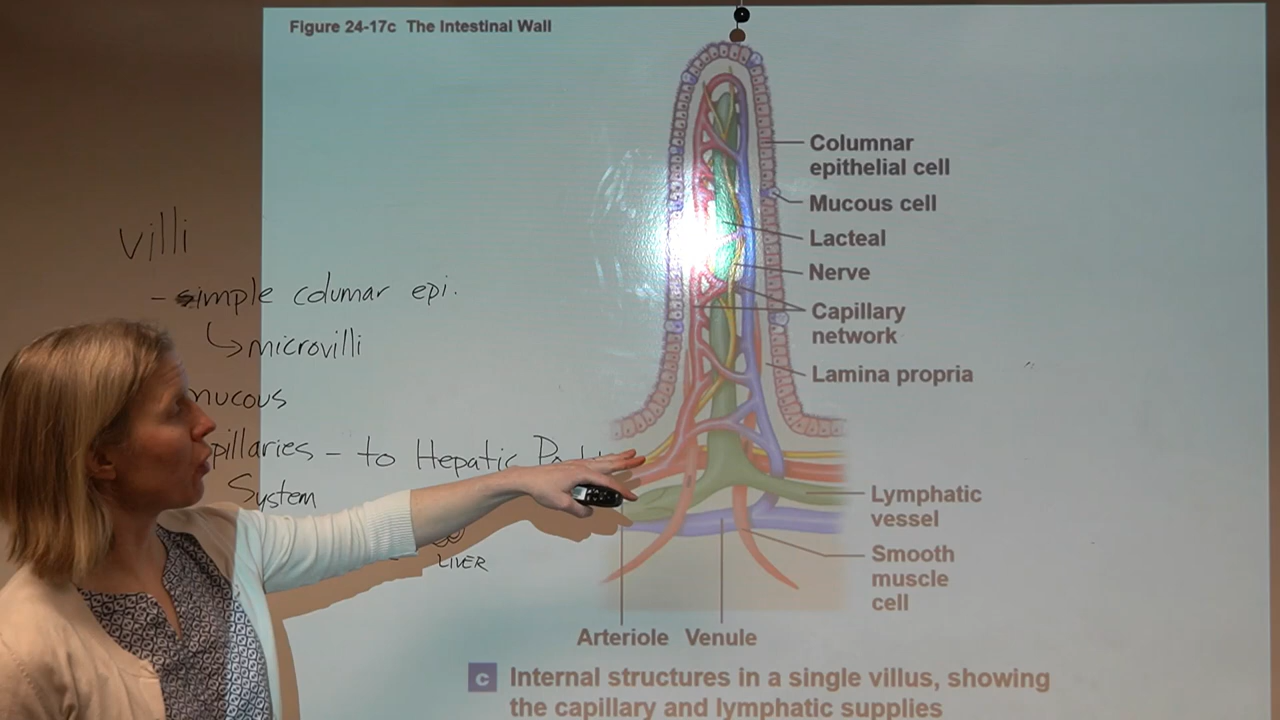 Figure 24-17c The Intestinal Wall
Columnar
epithelial cell
Mucous cell
Lacteal
Nerve
Capillary
network
Lamina propria
Lymphatic
vessel
Smooth
muscle
cell
Arteriole Venule
c Internal structures in a single villus, showing
the capillary and lymphatic supplies
villi
- simple columar epi.
↳ microvilli
mucous
pillaries - to Hepatic
System
LIVER